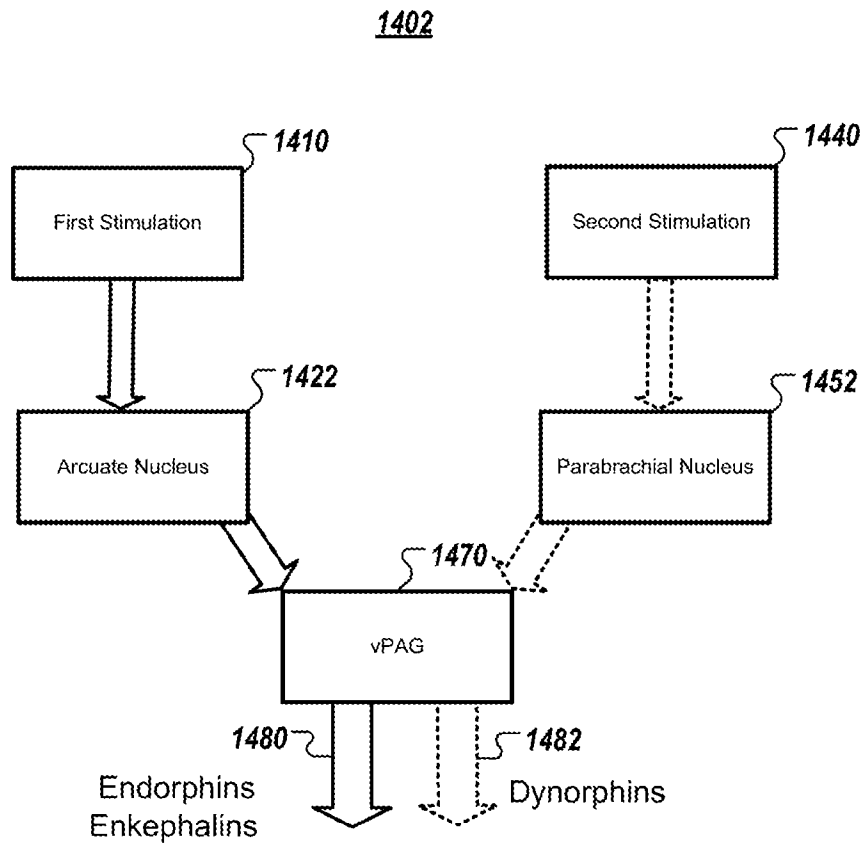 1402
1410
1440
First Stimulation
Second Stimulation
1422
1452
Arcuate Nucleus
Parabrachial Nucleus
1470
vPAG
1480
1482
Endorphins
Enkephalins
Dynorphins